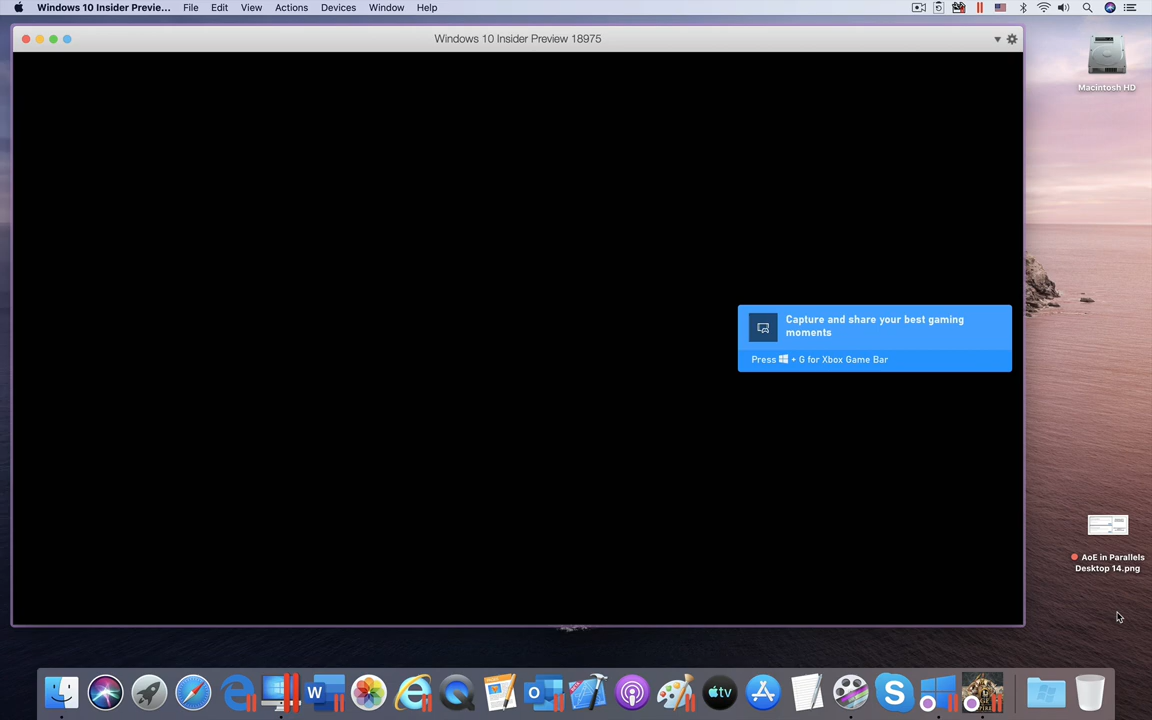 Windows 10 Insider Previe... File Edit View Actions Devices Window Help
Windows 10 Insider Preview 18975
Macintosh HD
Capture and share your best gaming
moments
Press + G for Xbox Game Bar
AoE in Parallels
Desktop 14.png
W
O
S
tv